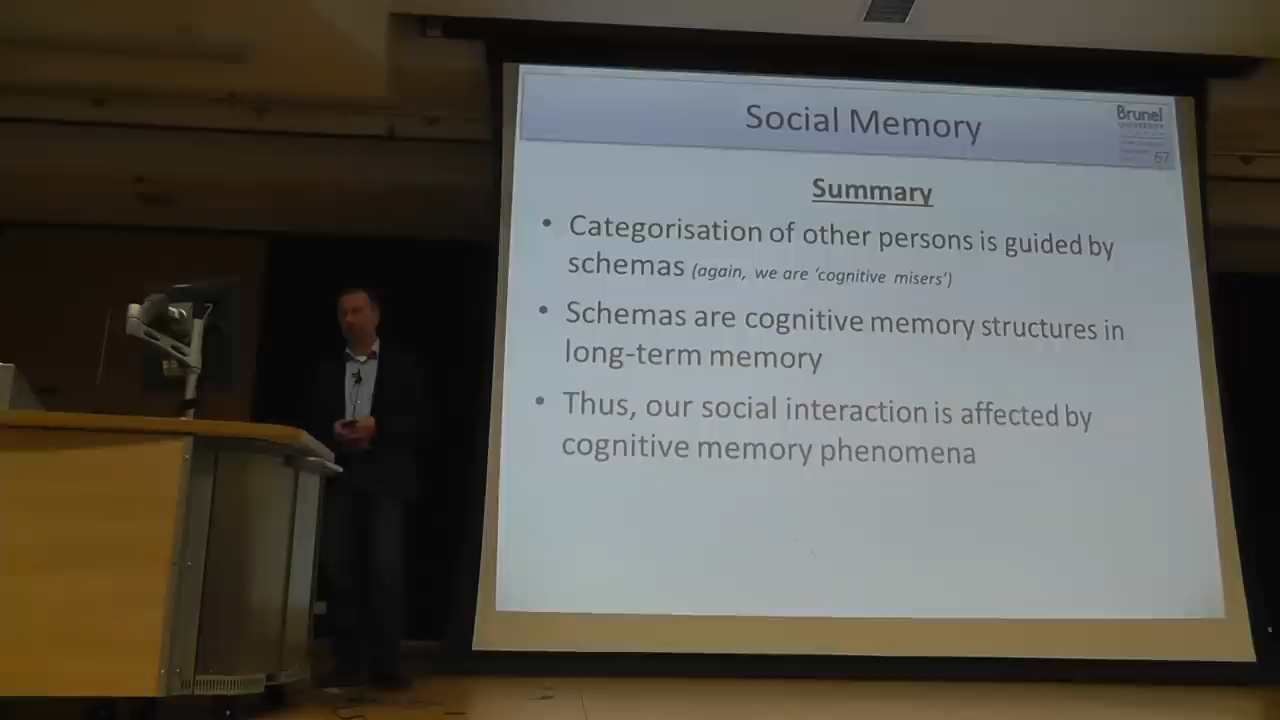 Social Memory
Brunel
UNIVERSITY
67
Summary
• Categorisation of other persons is guided by
schemas (again, we are ‘cognitive misers’)
• Schemas are cognitive memory structures in
long-term memory
• Thus, our social interaction is affected by
cognitive memory phenomena